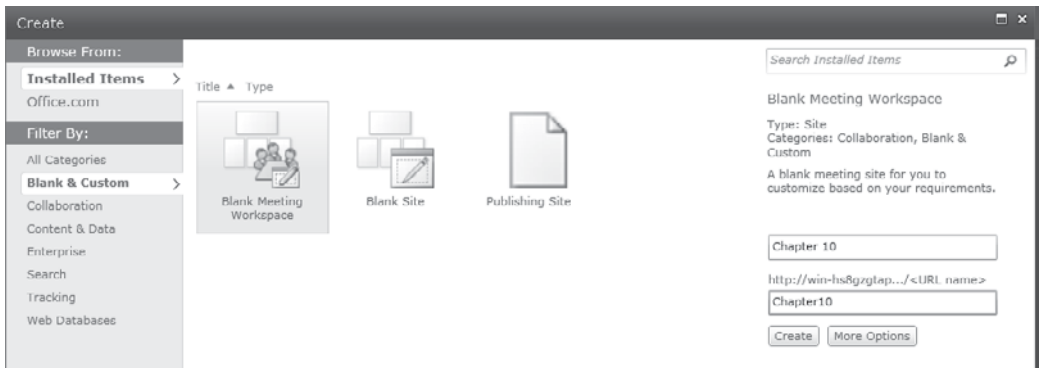 Create
Browse From:
Installed Items
Office.com
Filter By:
All Categories
Blank & Custom
Collaboration
Content & Data
Enterprise
Search
Tracking
Web Databases
Title Type
Blank Meeting
Workspace
Blank Site
Publishing Site
Search Installed Items
Blank Meeting Workspace
Type: Site
Categories: Collaboration, Blank &
Custom
A blank meeting site for you to
customize based on your requirements.
Chapter 10
http://win-hs8gzgtap.../<URL name>
Chapter10
Create More Options